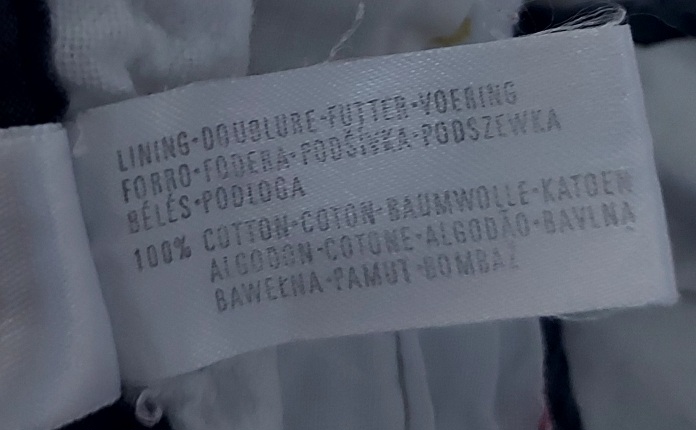 LINING-DOUBLURE-FUTTER-VOERING
FORRO-FODERA-PODŠÍVKA-PODSZEWKA
BÉLÉS-PODLOGA
100% COTTON-COTON-BAUMWOLLE-KATOEN
ALGODON-COTONE-ALGODÃO-BAVLNA
BAWEŁNA-PAMUT-BOMBAŽ